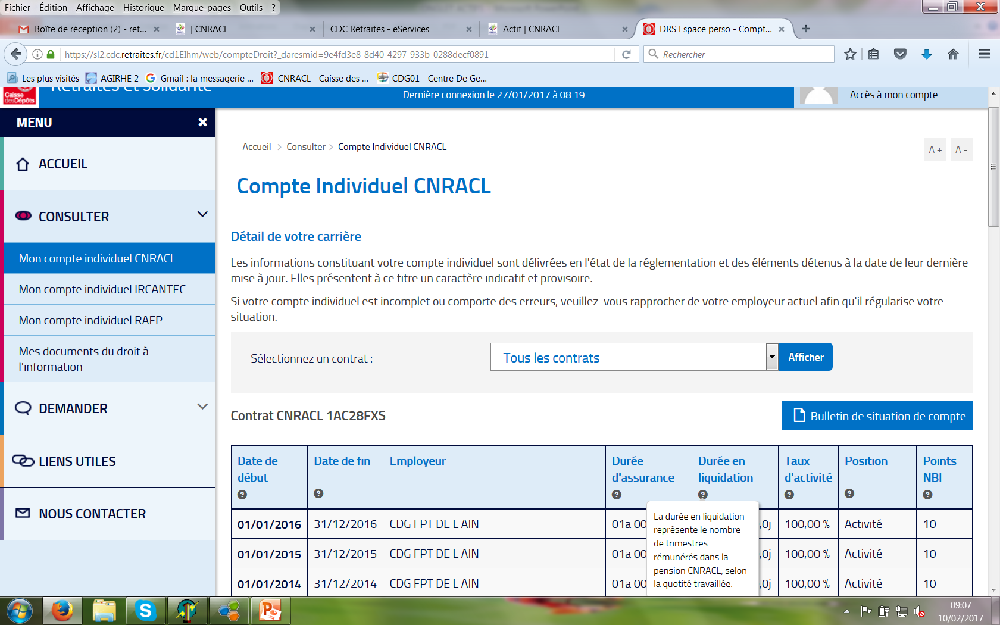 Fichier Édition Affichage Historique Marque-pages Outils ?
Boîte de réception (2) - ret... | CNRACL CDC Retraites - eServices Actif | CNRACL DRS Espace perso - Compt...
https://sl2.cdc.retraites.fr/cd1EIhm/web/compteDroit?_daresmid=9e4fd3e8-8d40-4297-933b-0288decf0891 Rechercher
Les plus visités AGIRHE 2 Gmail : la messagerie ... CNRACL - Caisse des ... CDG01 - Centre De Ge...
Caisse desDépôts Retraites et Solidarité Dernière connexion le 27/01/2017 à 08:19 Accès à mon compte
MENU
ACCUEIL
CONSULTER
Mon compte individuel CNRACL
Mon compte individuel IRCANTEC
Mon compte individuel RAFP
Mes documents du droit à
l'information
DEMANDER
LIENS UTILES
NOUS CONTACTER
Accueil > Consulter > Compte Individuel CNRACL A + A -
Compte Individuel CNRACL
Détail de votre carrière
Les informations constituant votre compte individuel sont délivrées en l'état de la réglementation et des éléments détenus à la date de leur dernière
mise à jour. Elles présentent à ce titre un caractère indicatif et provisoire.
Si votre compte individuel est incomplet ou comporte des erreurs, veuillez-vous rapprocher de votre employeur actuel afin qu'il régularise votre
situation.
Sélectionnez un contrat : Tous les contrats Afficher
Contrat CNRACL 1AC28FXS Bulletin de situation de compte
Date de début ? Date de fin ? Employeur Durée d'assurance ? Durée en liquidation ? Taux d'activité ? Position ? Points NBI ?
01/01/2016 31/12/2016 CDG FPT DE L AIN 01a 00 ,0j 100,00 % Activité 10
01/01/2015 31/12/2015 CDG FPT DE L AIN 01a 00 ,0j 100,00 % Activité 10
01/01/2014 31/12/2014 CDG FPT DE L AIN 01a 00 ,0j 100,00 % Activité 10
La durée en liquidation
représente le nombre
de trimestres
rémunérés dans la
pension CNRACL, selon
la quotité travaillée.
09:07
10/02/2017